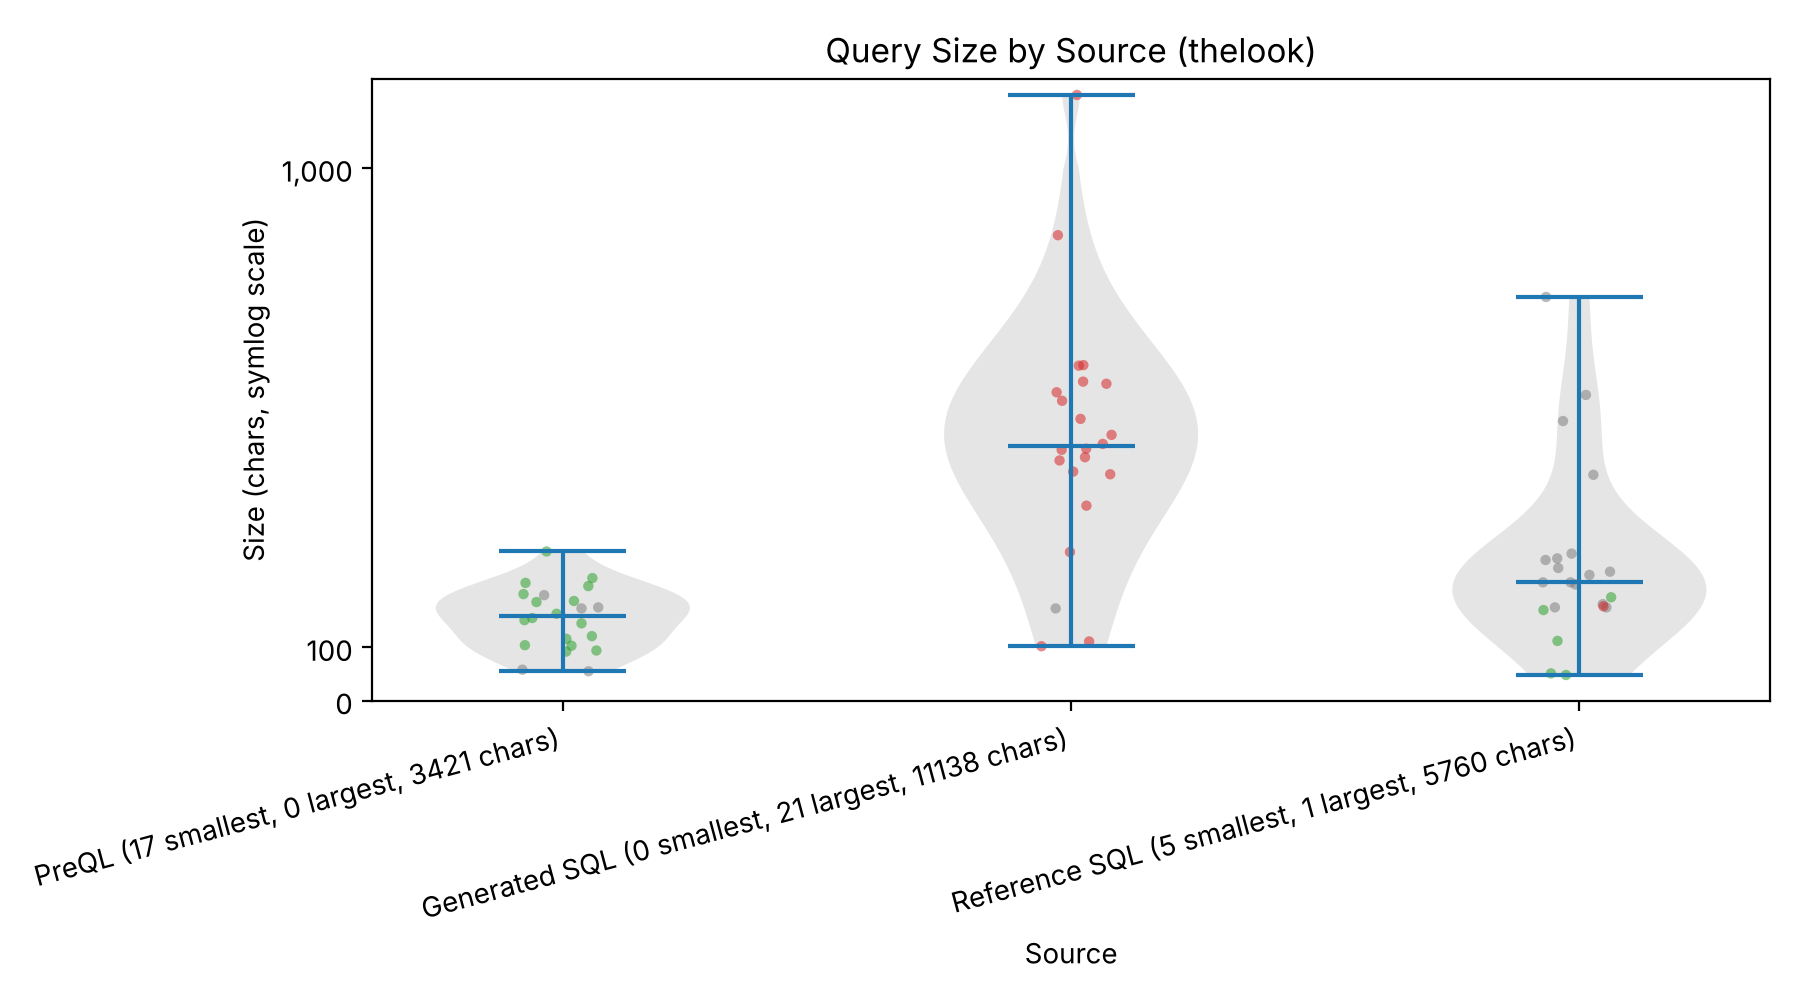 Query Size by Source (thelook)
Size (chars, symlog scale)
1,000
100
0
PreQL (17 smallest, 0 largest, 3421 chars)
Generated SQL (0 smallest, 21 largest, 11138 chars)
Reference SQL (5 smallest, 1 largest, 5760 chars)
Source